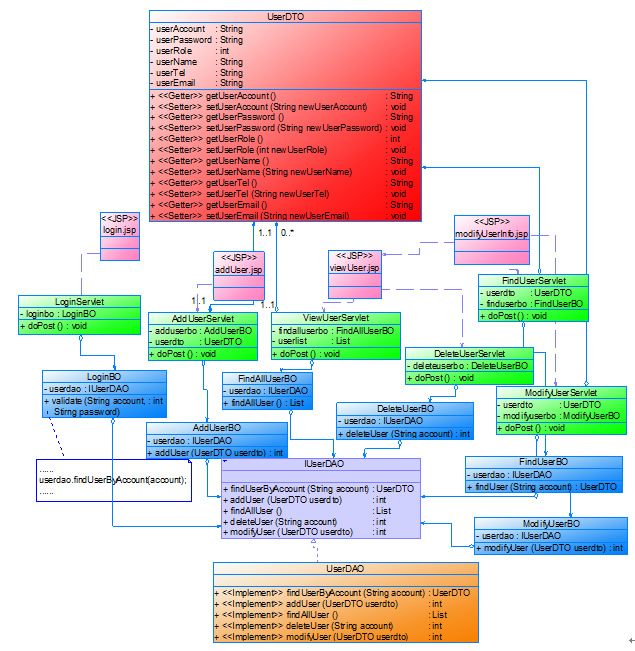 UserDTO
- userAccount : String
- userPassword : String
- userRole : int
- userName : String
- userTel : String
- userEmail : String
+ <<Getter>> getUserAccount () : String
+ <<Setter>> setUserAccount (String newUserAccount) : void
+ <<Getter>> getUserPassword () : String
+ <<Setter>> setUserPassword (String newUserPassword) : void
+ <<Getter>> getUserRole () : int
+ <<Setter>> setUserRole (int newUserRole) : void
+ <<Getter>> getUserName () : String
+ <<Setter>> setUserName (String newUserName) : void
+ <<Getter>> getUserTel () : String
+ <<Setter>> setUserTel (String newUserTel) : void
+ <<Getter>> getUserEmail () : String
+ <<Setter>> setUserEmail (String newUserEmail) : void
1..1
0..*
<<JSP>>
login.jsp
<<JSP>>
addUser.jsp
<<JSP>>
viewUser.jsp
<<JSP>>
modifyUserInfo.jsp
1..1
1..1
LoginServlet
- loginbo : LoginBO
+ doPost () : void
AddUserServlet
- adduserbo : AddUserBO
- userdto : UserDTO
+ doPost () : void
ViewUserServlet
- findalluserbo : FindAllUserBO
- userlist : List
+ doPost () : void
FindUserServlet
- userdto : UserDTO
- finduserbo : FindUserBO
+ doPost () : void
DeleteUserServlet
- deleteuserbo : DeleteUserBO
+ doPost () : void
ModifyUserServlet
- userdto : UserDTO
- modifyuserbo : ModifyUserBO
+ doPost () : void
LoginBO
- userdao : IUserDAO
+ validate (String account, : int
String password)
FindAllUserBO
- userdao : IUserDAO
+ findAllUser () : List
DeleteUserBO
- userdao : IUserDAO
+ deleteUser (String account) : int
AddUserBO
- userdao : IUserDAO
+ addUser (UserDTO userdto) : int
FindUserBO
- userdao : IUserDAO
+ findUser (String account) : UserDTO
ModifyUserBO
- userdao : IUserDAO
+ modifyUser (UserDTO userdto) : int
......
userdao.findUserByAccount(account);
......
IUserDAO
+ findUserByAccount (String account) : UserDTO
+ addUser (UserDTO userdto) : int
+ findAllUser () : List
+ deleteUser (String account) : int
+ modifyUser (UserDTO userdto) : int
UserDAO
+ <<Implement>> findUserByAccount (String account) : UserDTO
+ <<Implement>> addUser (UserDTO userdto) : int
+ <<Implement>> findAllUser () : List
+ <<Implement>> deleteUser (String account) : int
+ <<Implement>> modifyUser (UserDTO userdto) : int